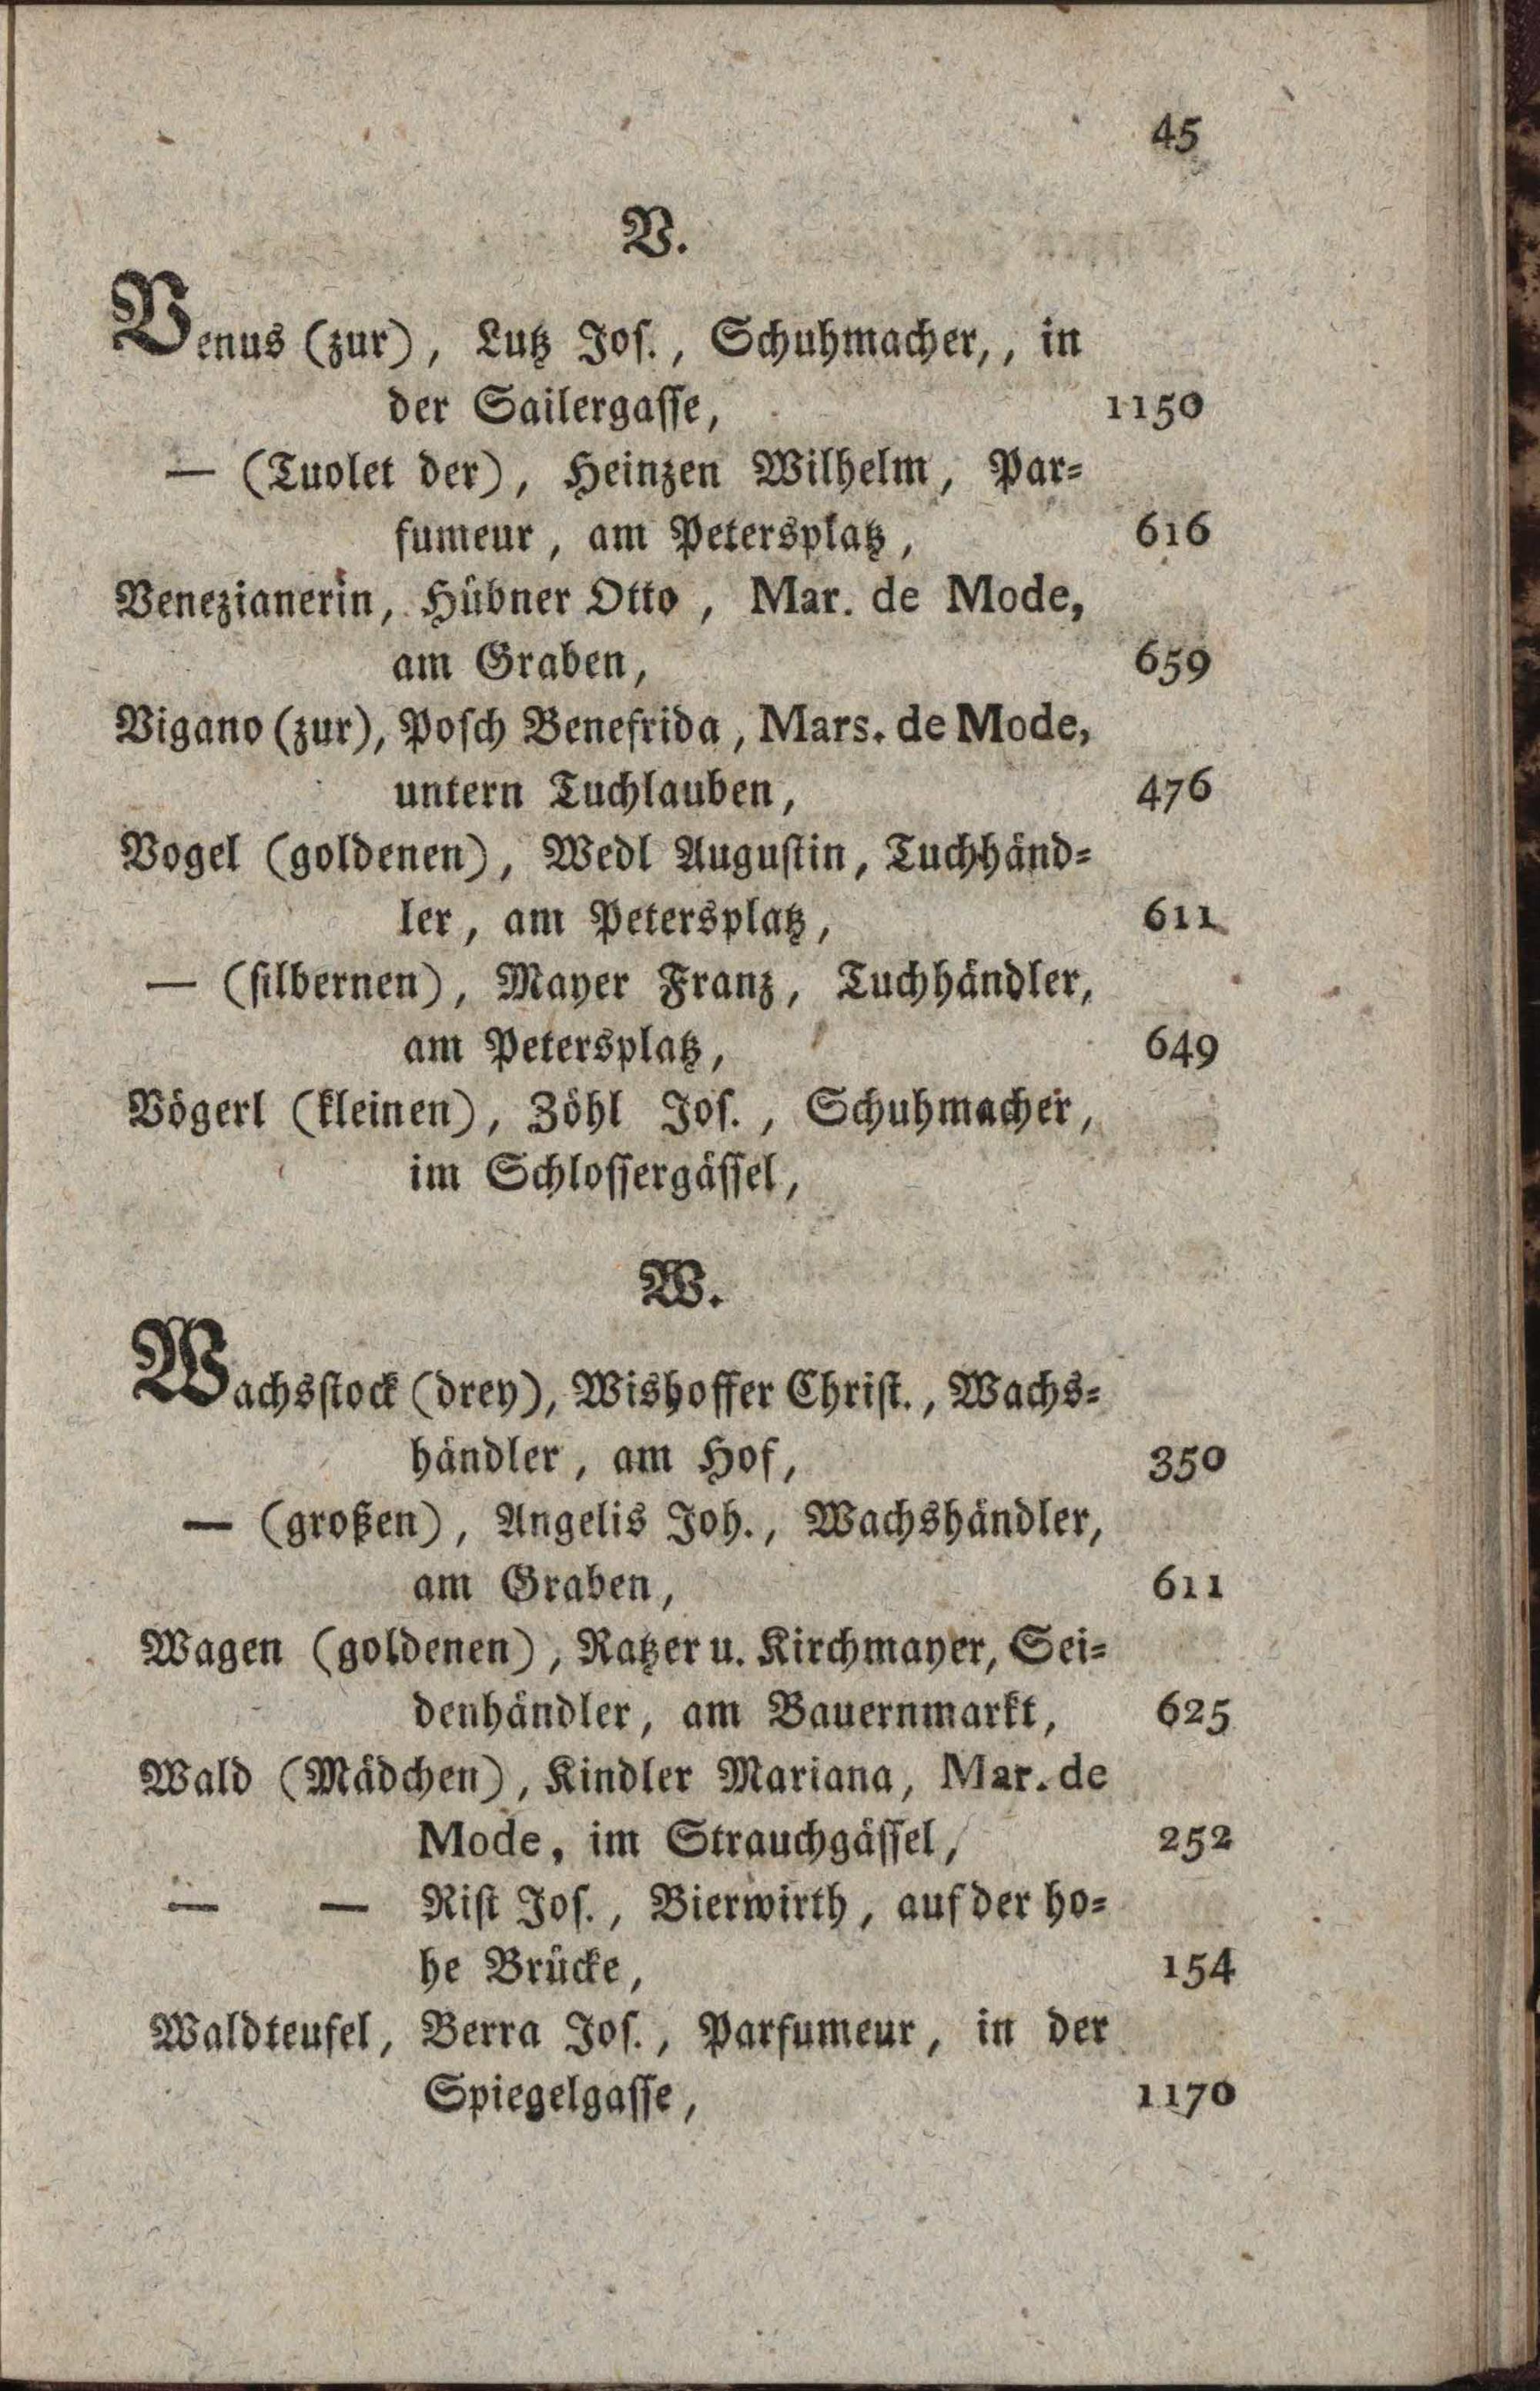 45
V.
Venus (zur), Lutz Jos., Schuhmacher,, in
der Sailergasse, 1150
— (Tuolet der), Heinzen Wilhelm, Par=
fumeur, am Petersplatz, 616
Venezianerin, Hübner Otto, Mar. de Mode,
am Graben, 659
Vigano (zur), Posch Benefrida, Mars. de Mode,
untern Tuchlauben, 476
Vogel (goldenen), Wedl Augustin, Tuchhänd=
ler, am Petersplatz, 611
— (silbernen), Mayer Franz, Tuchhändler,
am Petersplatz, 649
Vögerl (kleinen), Zöhl Jos., Schuhmacher,
im Schlossergässel,
W.
Wachsstock (drey), Wishoffer Christ., Wachs=
händler, am Hof, 350
— (großen), Angelis Joh., Wachshändler,
am Graben, 611
Wagen (goldenen), Ratzer u. Kirchmayer, Sei=
denhändler, am Bauernmarkt, 625
Wald (Mädchen), Kindler Mariana, Mar. de
Mode, im Strauchgässel, 252
— — Rist Jos., Bierwirth, auf der ho=
he Brücke, 154
Waldteufel, Berra Jos., Parfumeur, in der
Spiegelgasse, 1170